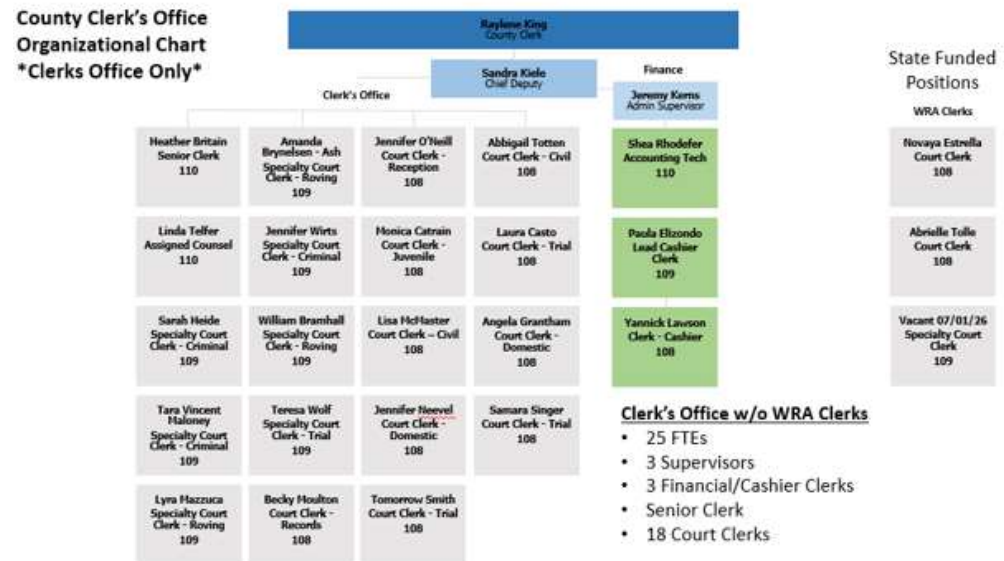 County Clerk's Office
Organizational Chart
*Clerks Office Only*
Raylene King
County Clerk
Sandra Kiele
Chief Deputy
Finance
Jeremy Kerns
Admin Supervisor
Clerk's Office
State Funded
Positions
WRA Clerks
Heather Britain
Senior Clerk
110
Amanda
Brynelsen - Ash
Specialty Court
Clerk - Roving
109
Jennifer O'Neill
Court Clerk -
Reception
108
Abbigail Totten
Court Clerk - Civil
108
Shea Rhodefer
Accounting Tech
110
Novaya Estrella
Court Clerk
108
Linda Telfer
Assigned Counsel
110
Jennifer Wirts
Specialty Court
Clerk - Criminal
109
Monica Catrain
Court Clerk -
Juvenile
108
Laura Casto
Court Clerk - Trial
108
Paula Elizondo
Lead Cashier
Clerk
109
Abrielle Tolle
Court Clerk
108
Sarah Heide
Specialty Court
Clerk - Criminal
109
William Bramhall
Specialty Court
Clerk - Roving
109
Lisa McMaster
Court Clerk – Civil
108
Angela Grantham
Court Clerk -
Domestic
108
Yannick Lawson
Clerk - Cashier
108
Vacant 07/01/26
Specialty Court
Clerk
109
Tara Vincent
Maloney
Specialty Court
Clerk - Criminal
109
Teresa Wolf
Specialty Court
Clerk - Trial
109
Jennifer Neevel
Court Clerk -
Domestic
108
Samara Singer
Court Clerk - Trial
108
Lyra Mazzuca
Specialty Court
Clerk - Roving
109
Becky Moulton
Court Clerk -
Records
108
Tomorrow Smith
Court Clerk - Trial
108
Clerk's Office w/o WRA Clerks
• 25 FTEs
• 3 Supervisors
• 3 Financial/Cashier Clerks
• Senior Clerk
• 18 Court Clerks